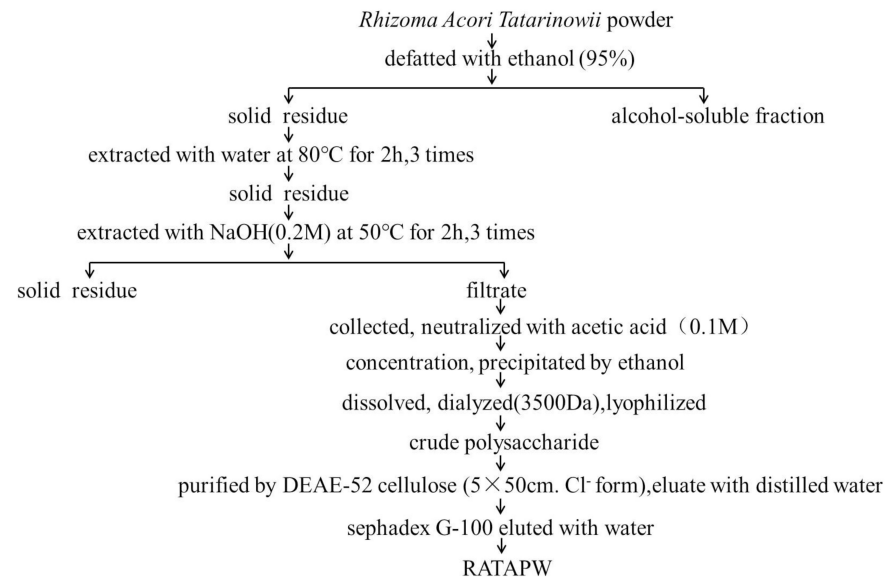 Rhizoma Acori Tatarinowii powder
defatted with ethanol (95%)
solid residue
alcohol-soluble fraction
extracted with water at 80℃ for 2h,3 times
solid residue
extracted with NaOH(0.2M) at 50℃ for 2h,3 times
solid residue
filtrate
collected, neutralized with acetic acid（0.1M）
concentration, precipitated by ethanol
dissolved, dialyzed(3500Da),lyophilized
crude polysaccharide
purified by DEAE-52 cellulose (5×50cm. Cl⁻ form),eluate with distilled water
sephadex G-100 eluted with water
RATAPW